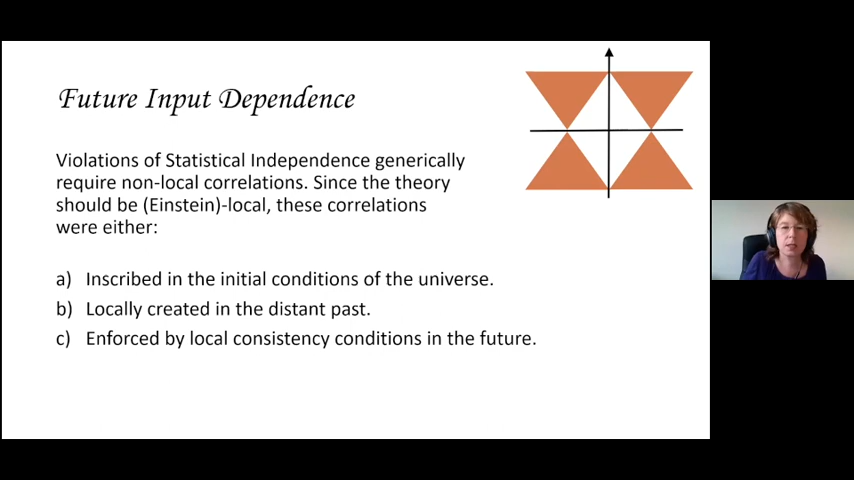 Future Input Dependence
Violations of Statistical Independence generically
require non-local correlations. Since the theory
should be (Einstein)-local, these correlations
were either:
a) Inscribed in the initial conditions of the universe.
b) Locally created in the distant past.
c) Enforced by local consistency conditions in the future.